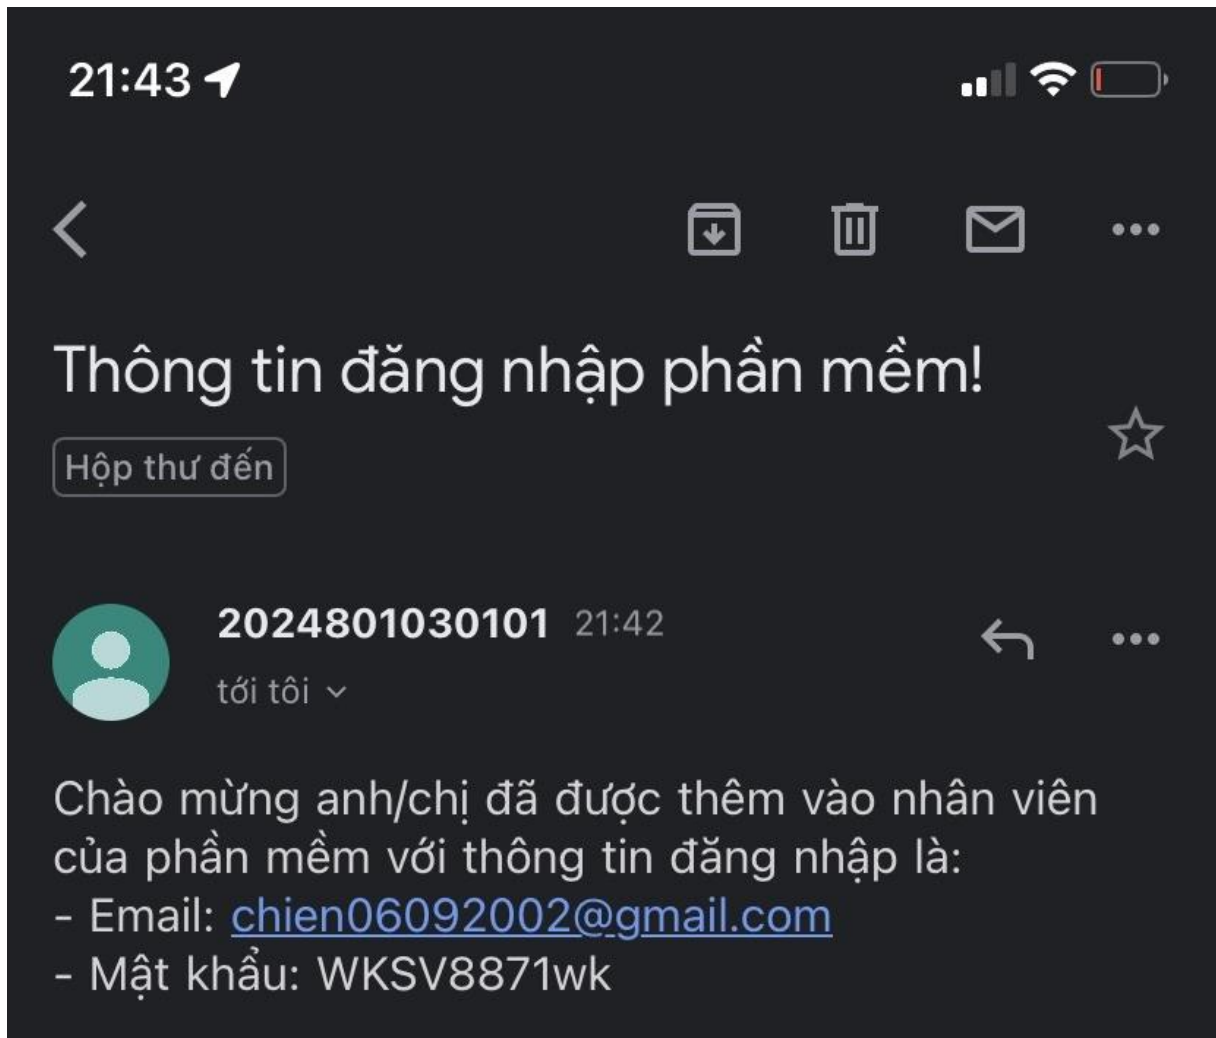 21:43
Thông tin đăng nhập phần mềm!
Hộp thư đến
2024801030101 21:42
tới tôi
Chào mừng anh/chị đã được thêm vào nhân viên
của phần mềm với thông tin đăng nhập là:
- Email: chien06092002@gmail.com
- Mật khẩu: WKSV8871wk